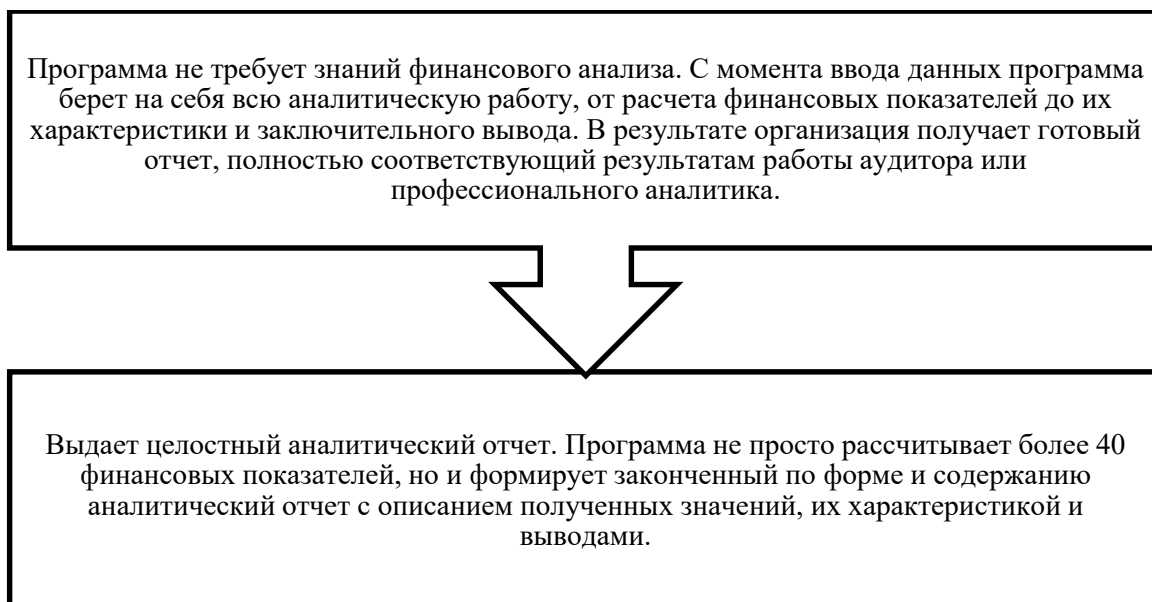 Программа не требует знаний финансового анализа. С момента ввода данных программа
берет на себя всю аналитическую работу, от расчета финансовых показателей до их
характеристики и заключительного вывода. В результате организация получает готовый
отчет, полностью соответствующий результатам работы аудитора или
профессионального аналитика.
Выдает целостный аналитический отчет. Программа не просто рассчитывает более 40
финансовых показателей, но и формирует законченный по форме и содержанию
аналитический отчет с описанием полученных значений, их характеристикой и
выводами.